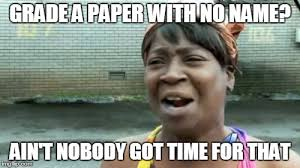 GRADE A PAPER WITH NO NAME?
AIN'T NOBODY GOT TIME FOR THAT
imgflip.com